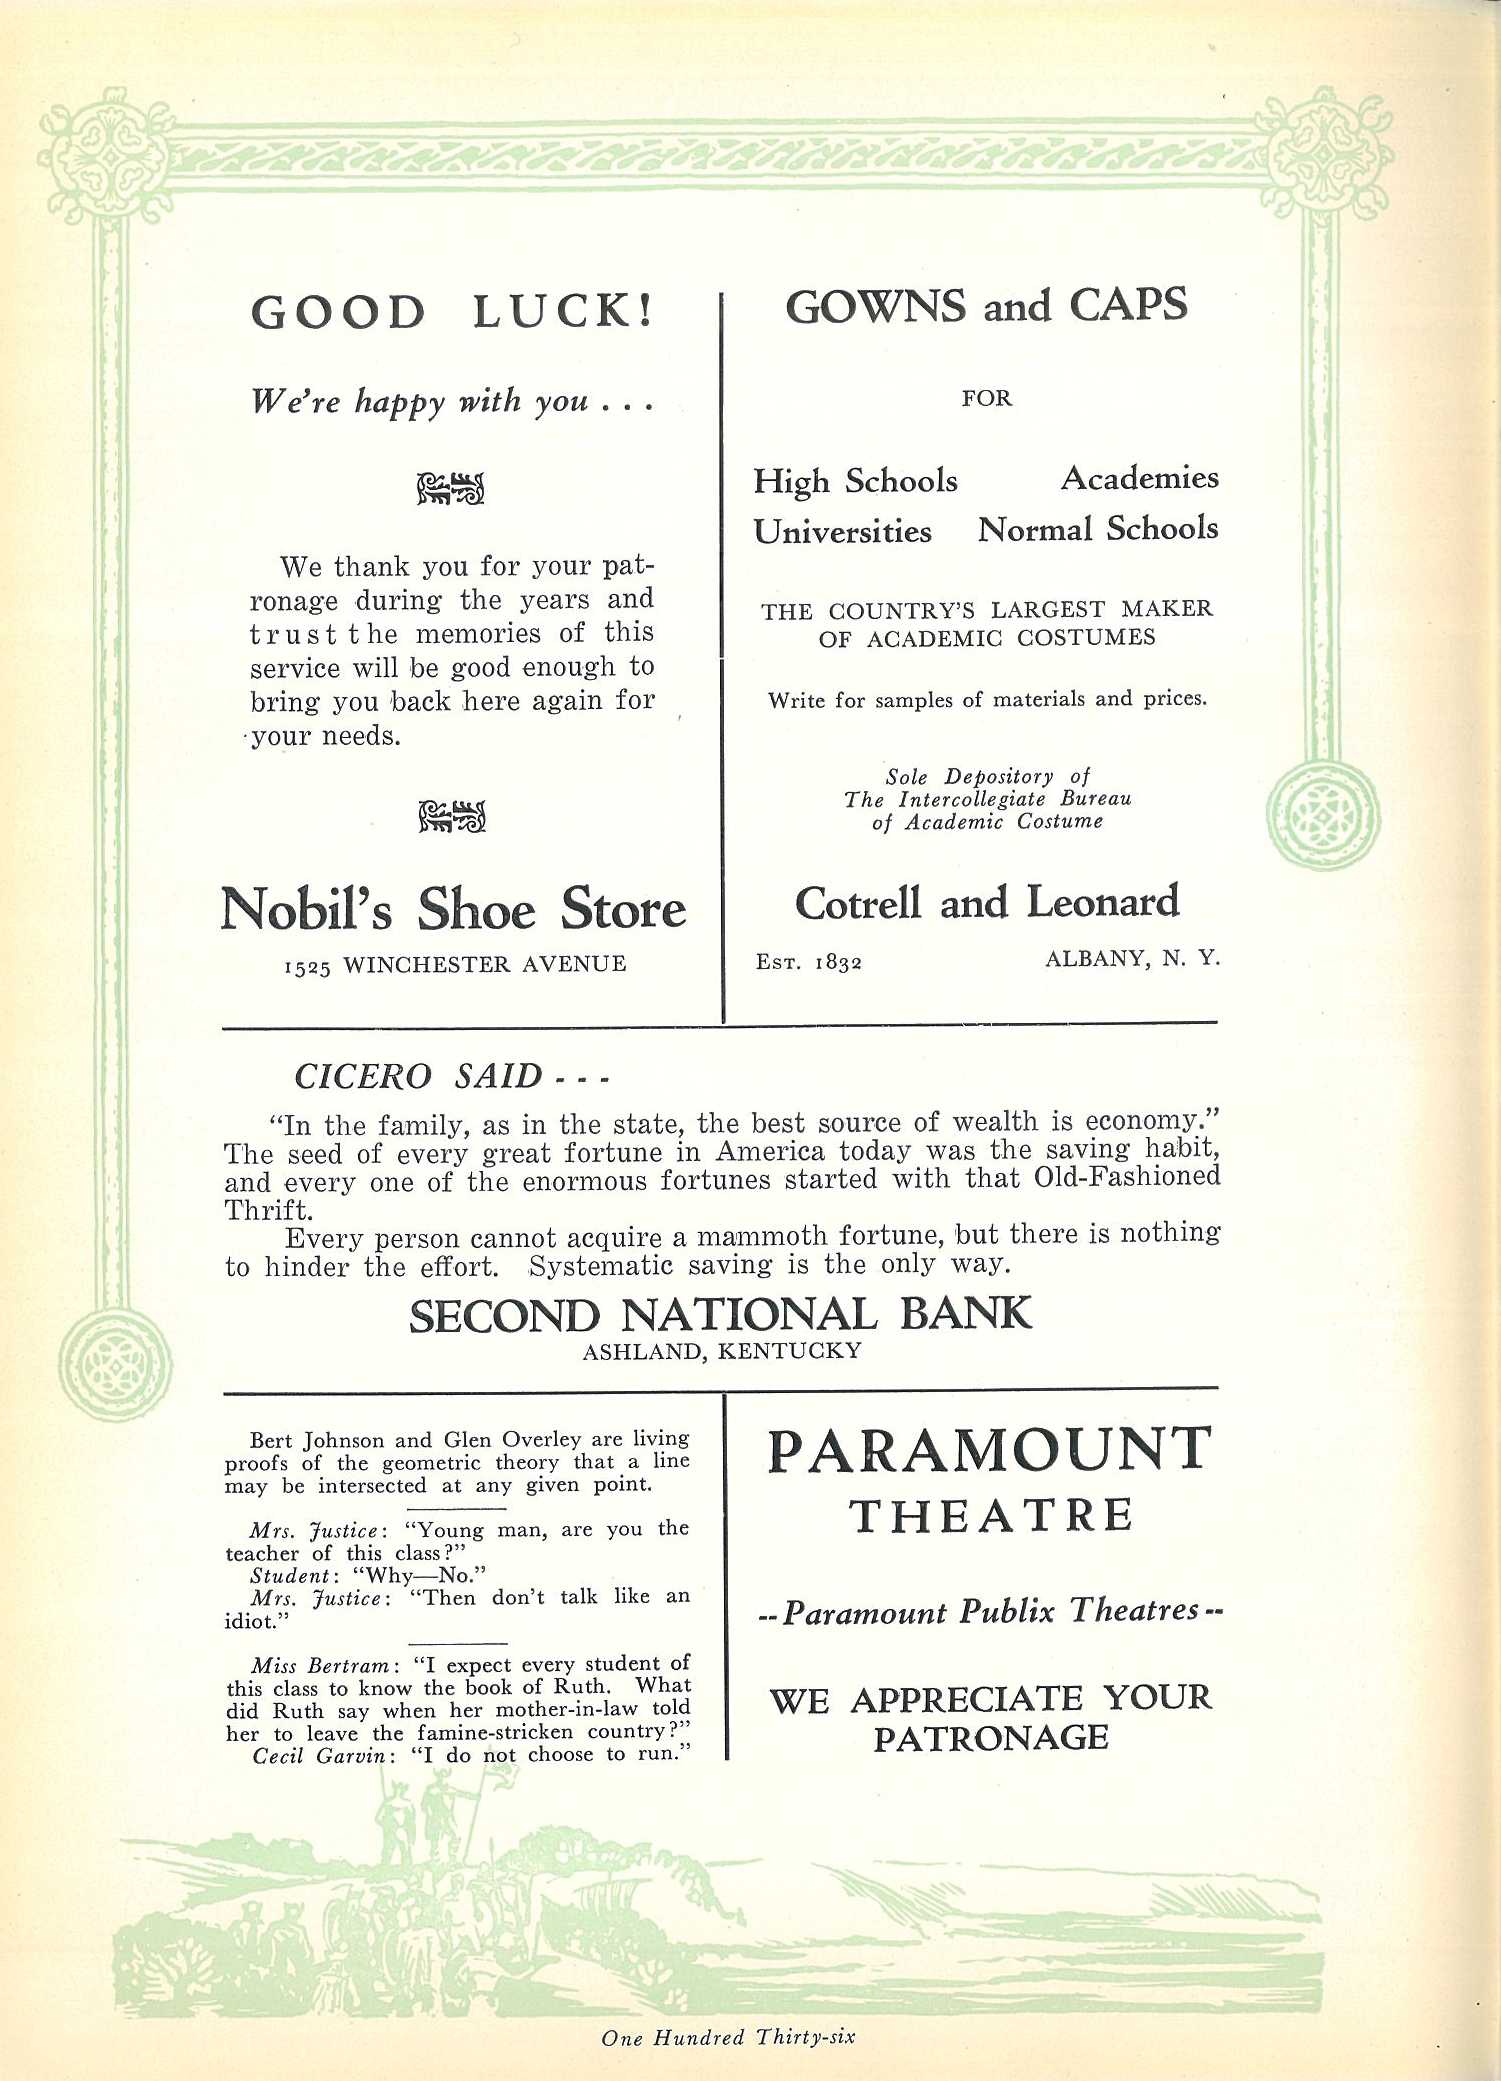 GOOD LUCK!
We're happy with you . . .
We thank you for your pat-
ronage during the years and
trust the memories of this
service will be good enough to
bring you back here again for
your needs.
Nobil's Shoe Store
1525 WINCHESTER AVENUE
GOWNS and CAPS
FOR
High Schools Academies
Universities Normal Schools
THE COUNTRY'S LARGEST MAKER
OF ACADEMIC COSTUMES
Write for samples of materials and prices.
Sole Depository of
The Intercollegiate Bureau
of Academic Costume
Cotrell and Leonard
EST. 1832 ALBANY, N. Y.
CICERO SAID - - -
"In the family, as in the state, the best source of wealth is economy."
The seed of every great fortune in America today was the saving habit,
and every one of the enormous fortunes started with that Old-Fashioned
Thrift.
Every person cannot acquire a mammoth fortune, but there is nothing
to hinder the effort. Systematic saving is the only way.
SECOND NATIONAL BANK
ASHLAND, KENTUCKY
Bert Johnson and Glen Overley are living
proofs of the geometric theory that a line
may be intersected at any given point.
Mrs. Justice: "Young man, are you the
teacher of this class?"
Student: "Why—No."
Mrs. Justice: "Then don't talk like an
idiot."
Miss Bertram: "I expect every student of
this class to know the book of Ruth. What
did Ruth say when her mother-in-law told
her to leave the famine-stricken country?"
Cecil Garvin: "I do not choose to run."
PARAMOUNT
THEATRE
--Paramount Publix Theatres--
WE APPRECIATE YOUR
PATRONAGE
One Hundred Thirty-six